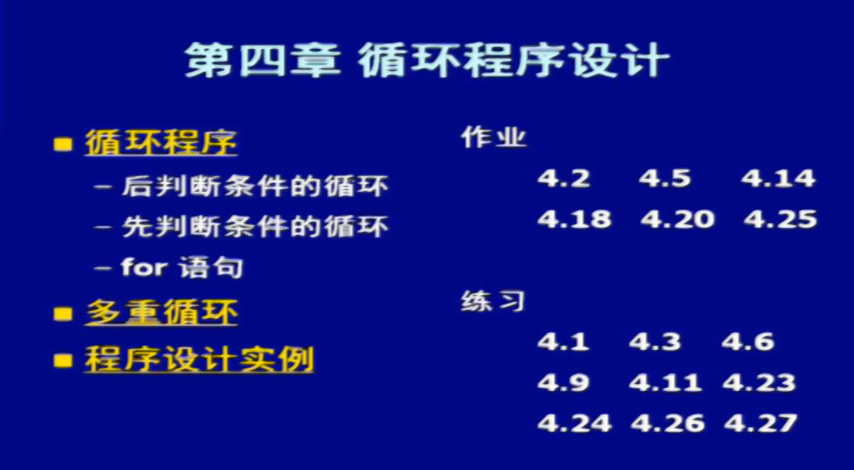 第四章 循环程序设计
循环程序
– 后判断条件的循环
– 先判断条件的循环
– for 语句
多重循环
程序设计实例
作业
4.2 4.5 4.14
4.18 4.20 4.25
练习
4.1 4.3 4.6
4.9 4.11 4.23
4.24 4.26 4.27